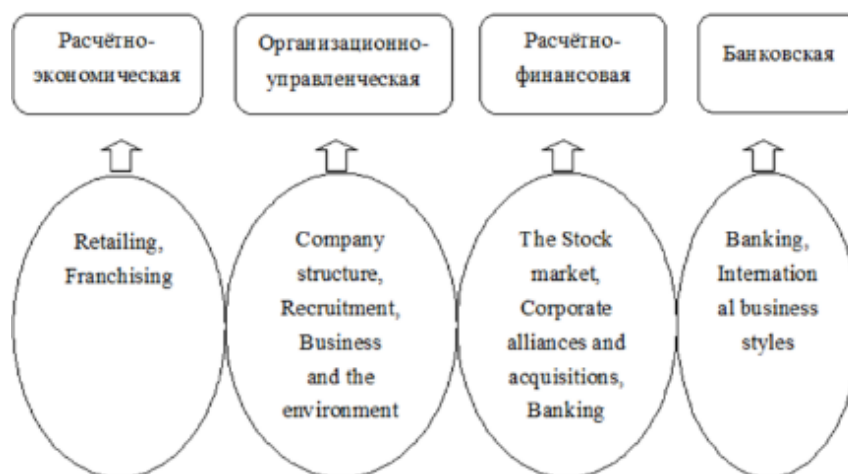 Расчётно-
экономическая
Организационно-
управленческая
Расчётно-
финансовая
Банковская
Retailing,
Franchising
Company
structure,
Recruitment,
Business
and the
environment
The Stock
market,
Corporate
alliances and
acquisitions,
Banking
Banking,
Internation
al business
styles